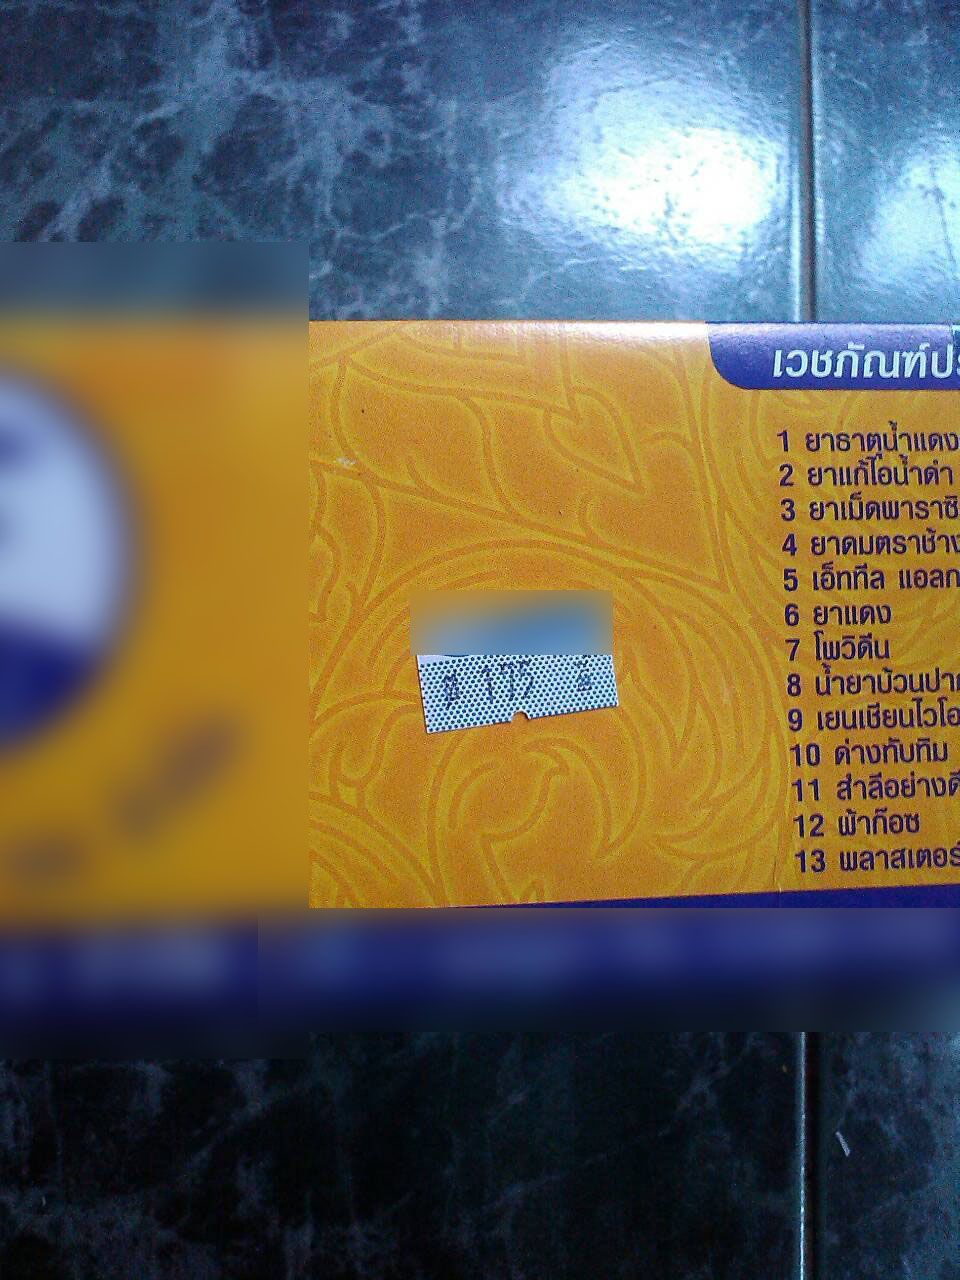 เวชภัณฑ์
1 ยาธาตุน้ำแดง
2 ยาแก้ไอน้ำดำ
3 ยาเม็ดพาราซิ
4 ยาดมตราช้าง
5 เอ็ททีล แอลก
6 ยาแดง
7 โพวิดีน
8 น้ำยาบ้วนปาก
9 เยนเชียนไวโอ
10 ด่างทับทิม
11 สำลีอย่างดี
12 ผ้าก๊อซ
13 พลาสเตอร์